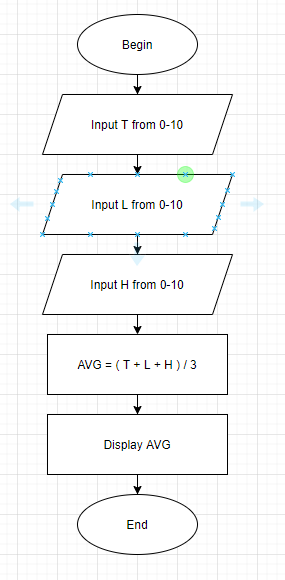 Begin
Input T from 0-10
Input L from 0-10
Input H from 0-10
AVG = ( T + L + H ) / 3
Display AVG
End